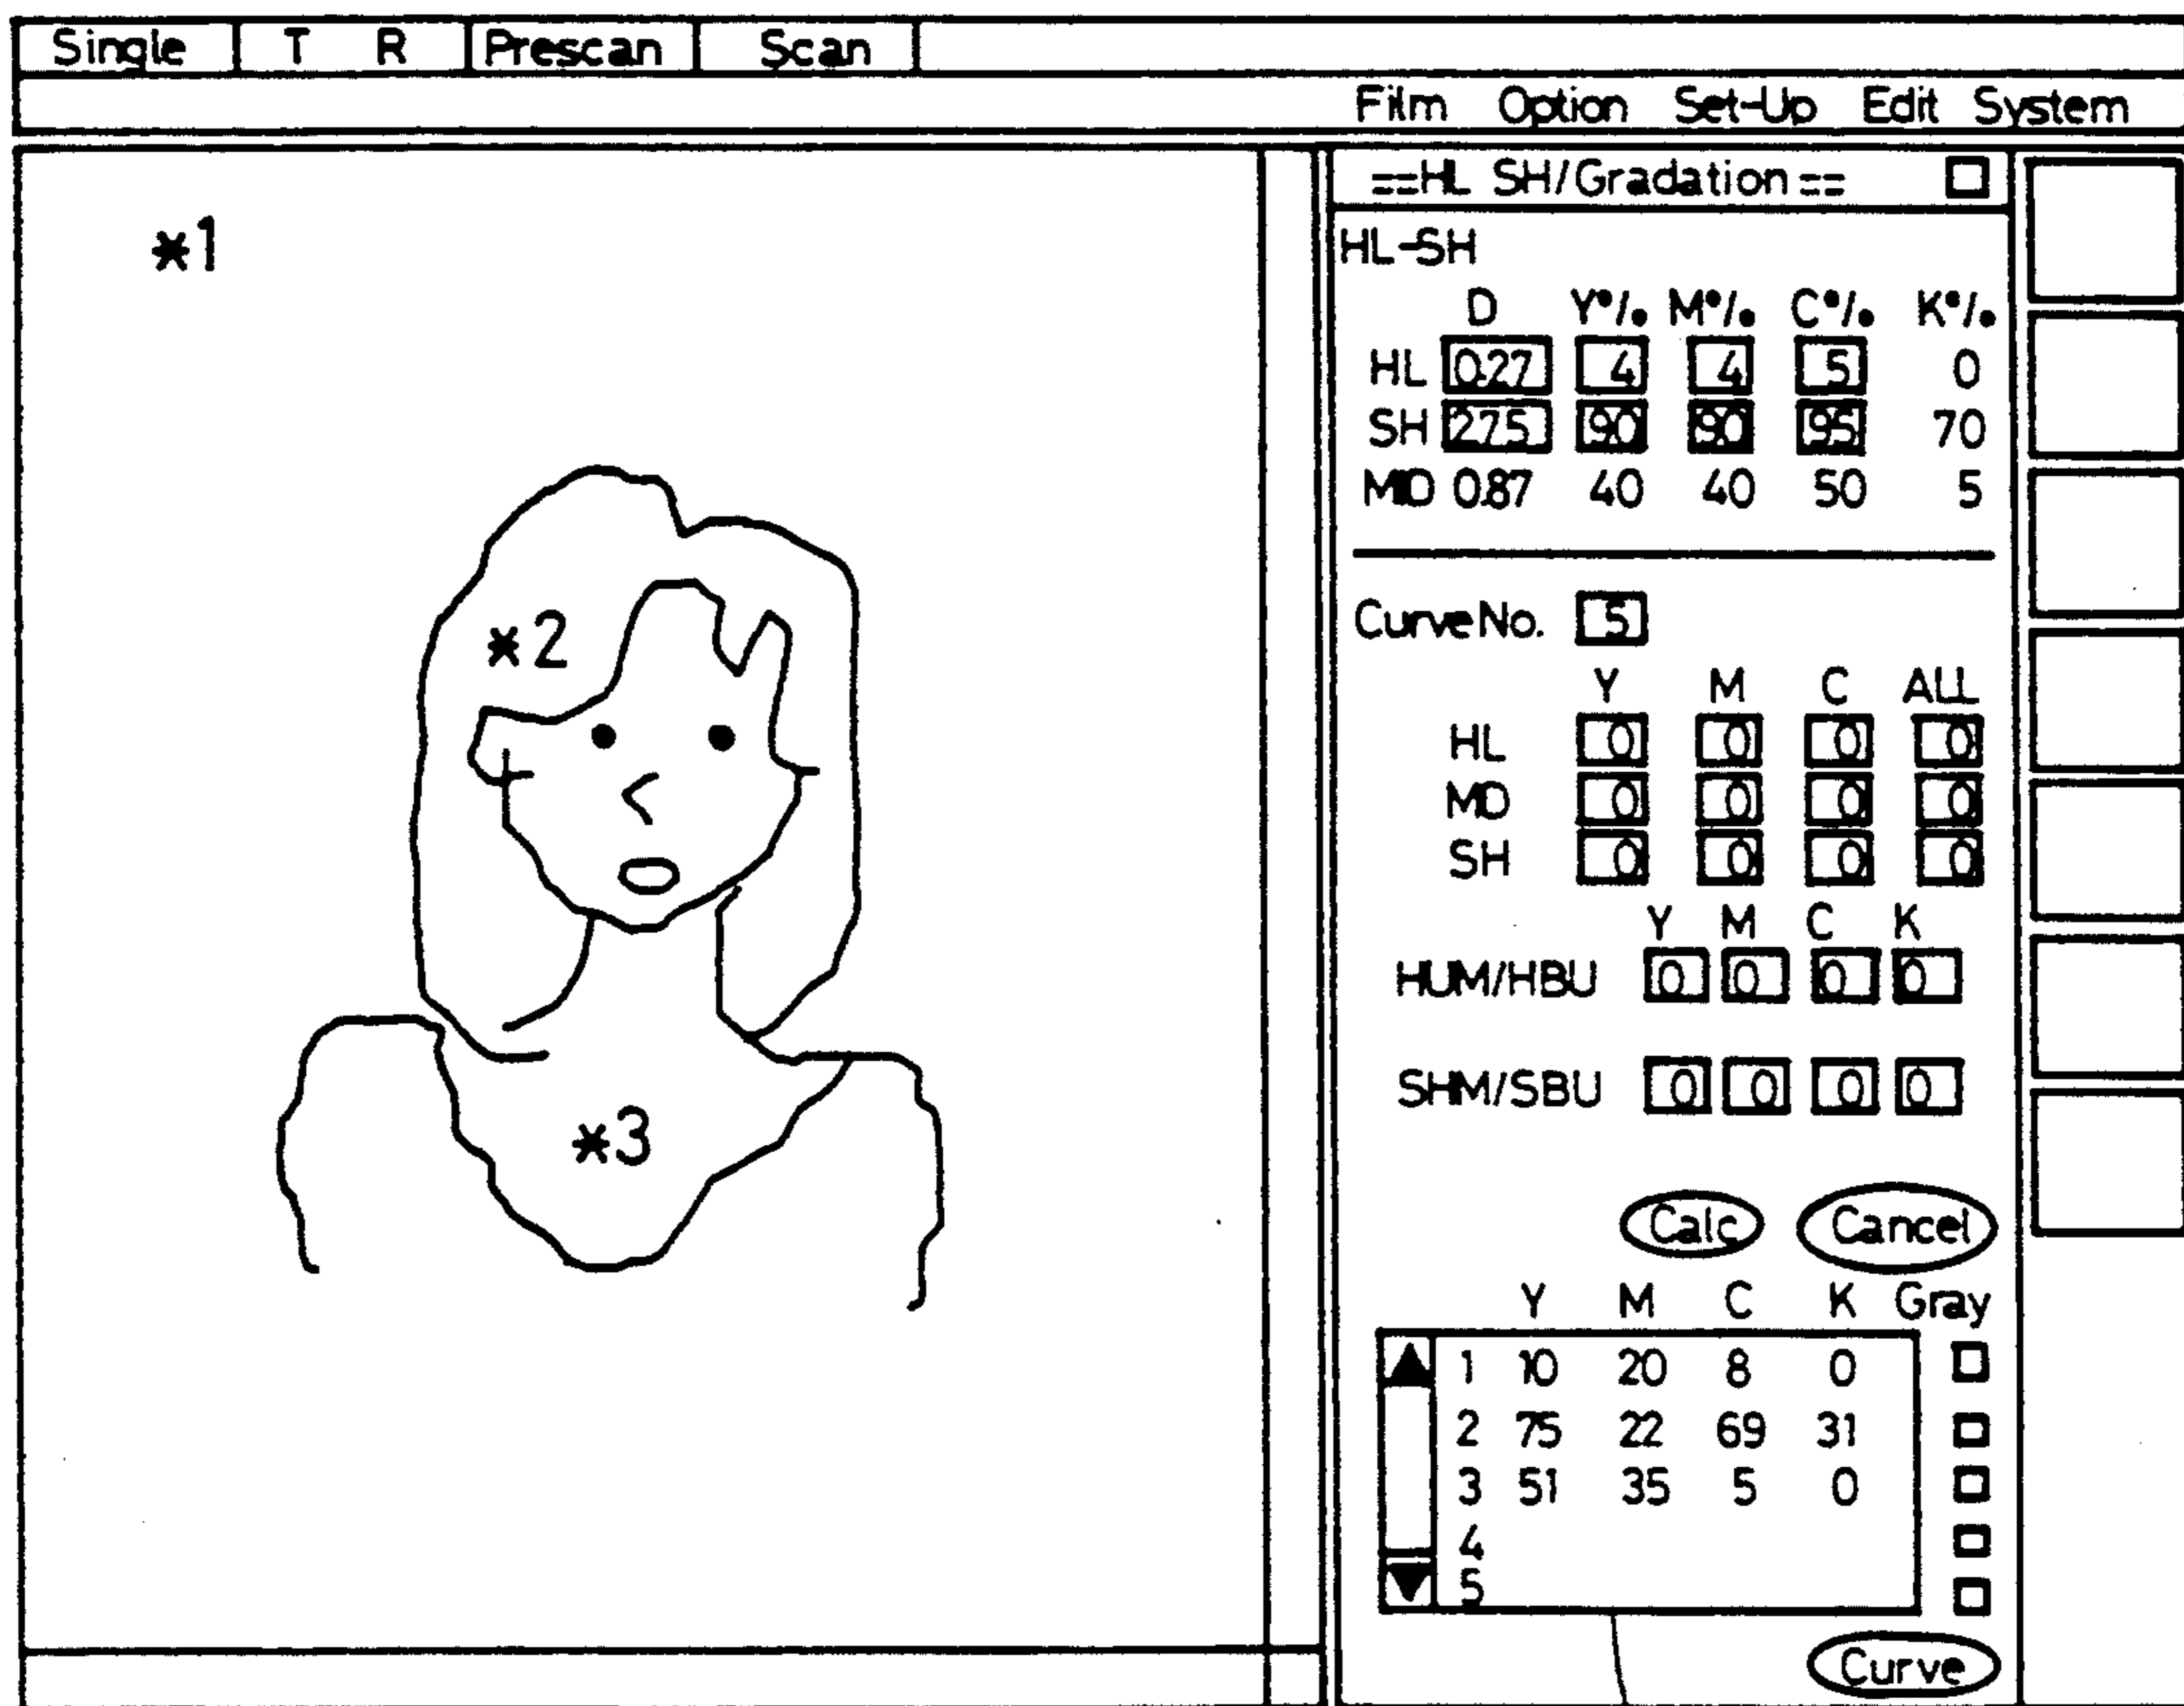 Single T R Prescan Scan
Film Option Set-Up Edit System
*1
*2
*3
==HL SH/Gradation==
HL-SH
D Y% M% C% K%
HL 0.27 4 4 5 0
SH 2.75 90 90 95 70
MID 0.87 40 40 50 5
Curve No. 5
Y M C ALL
HL 0 0 0 0
MID 0 0 0 0
SH 0 0 0 0
Y M C K
HUM/HBU 0 0 0 0
SHM/SBU 0 0 0 0
Calc Cancel
Y M C K Gray
1 10 20 8 0
2 75 22 69 31
3 51 35 5 0
4
5
Curve